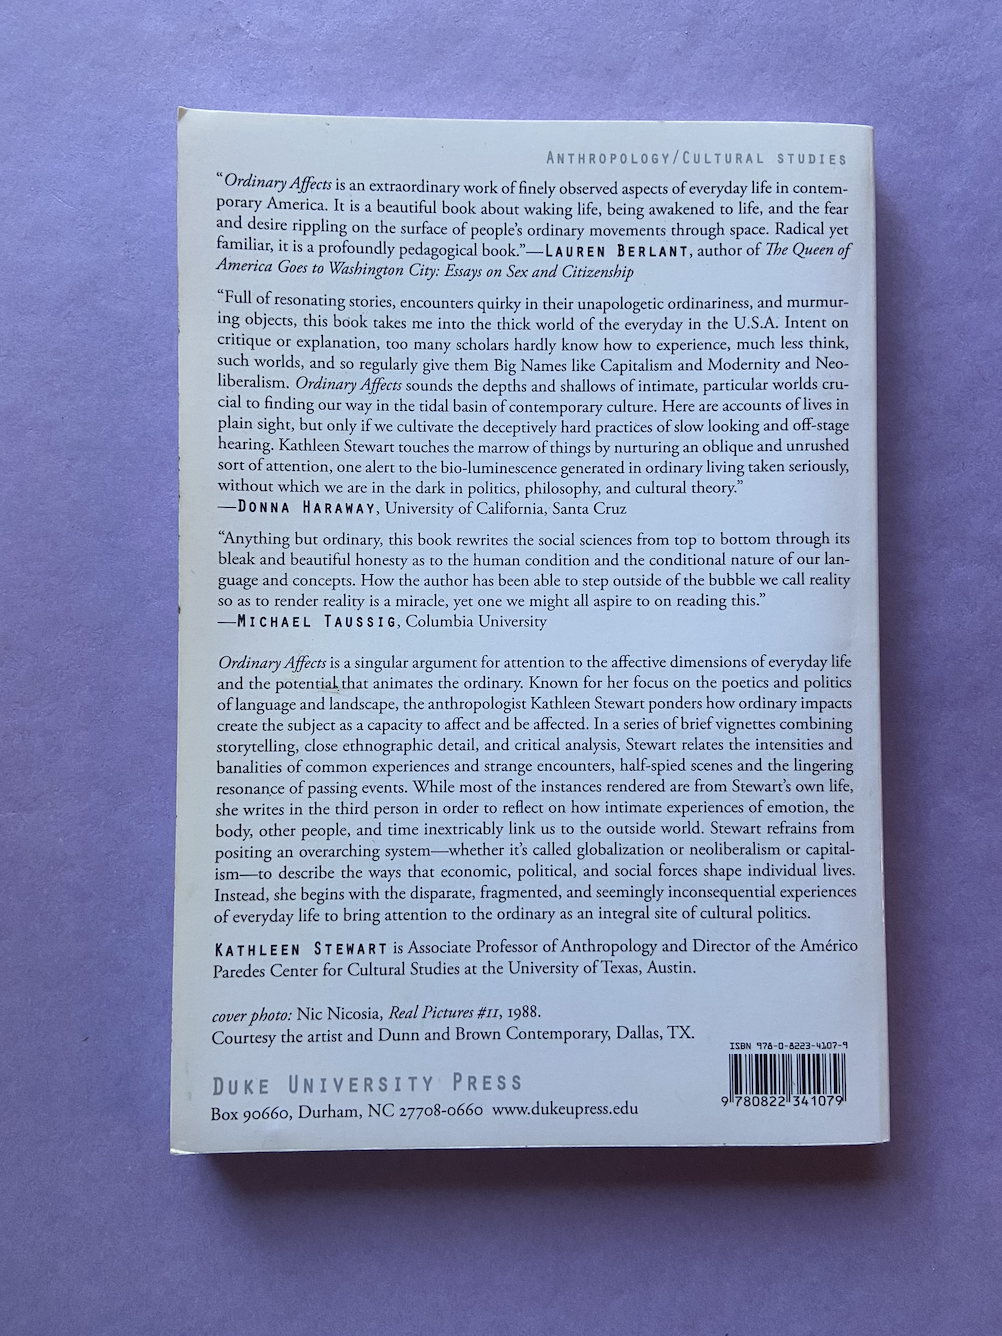 ANTHROPOLOGY/CULTURAL STUDIES
“Ordinary Affects is an extraordinary work of finely observed aspects of everyday life in contem-
porary America. It is a beautiful book about waking life, being awakened to life, and the fear
and desire rippling on the surface of people’s ordinary movements through space. Radical yet
familiar, it is a profoundly pedagogical book.”—LAUREN BERLANT, author of The Queen of
America Goes to Washington City: Essays on Sex and Citizenship
“Full of resonating stories, encounters quirky in their unapologetic ordinariness, and murmur-
ing objects, this book takes me into the thick world of the everyday in the U.S.A. Intent on
critique or explanation, too many scholars hardly know how to experience, much less think,
such worlds, and so regularly give them Big Names like Capitalism and Modernity and Neo-
liberalism. Ordinary Affects sounds the depths and shallows of intimate, particular worlds cru-
cial to finding our way in the tidal basin of contemporary culture. Here are accounts of lives in
plain sight, but only if we cultivate the deceptively hard practices of slow looking and off-stage
hearing. Kathleen Stewart touches the marrow of things by nurturing an oblique and unrushed
sort of attention, one alert to the bio-luminescence generated in ordinary living taken seriously,
without which we are in the dark in politics, philosophy, and cultural theory.”
—DONNA HARAWAY, University of California, Santa Cruz
“Anything but ordinary, this book rewrites the social sciences from top to bottom through its
bleak and beautiful honesty as to the human condition and the conditional nature of our lan-
guage and concepts. How the author has been able to step outside of the bubble we call reality
so as to render reality is a miracle, yet one we might all aspire to on reading this.”
—MICHAEL TAUSSIG, Columbia University
Ordinary Affects is a singular argument for attention to the affective dimensions of everyday life
and the potential that animates the ordinary. Known for her focus on the poetics and politics
of language and landscape, the anthropologist Kathleen Stewart ponders how ordinary impacts
create the subject as a capacity to affect and be affected. In a series of brief vignettes combining
storytelling, close ethnographic detail, and critical analysis, Stewart relates the intensities and
banalities of common experiences and strange encounters, half-spied scenes and the lingering
resonance of passing events. While most of the instances rendered are from Stewart’s own life,
she writes in the third person in order to reflect on how intimate experiences of emotion, the
body, other people, and time inextricably link us to the outside world. Stewart refrains from
positing an overarching system—whether it’s called globalization or neoliberalism or capital-
ism—to describe the ways that economic, political, and social forces shape individual lives.
Instead, she begins with the disparate, fragmented, and seemingly inconsequential experiences
of everyday life to bring attention to the ordinary as an integral site of cultural politics.
KATHLEEN STEWART is Associate Professor of Anthropology and Director of the Américo
Paredes Center for Cultural Studies at the University of Texas, Austin.
cover photo: Nic Nicosia, Real Pictures #11, 1988.
Courtesy the artist and Dunn and Brown Contemporary, Dallas, TX.
ISBN 978-0-8223-4107-9
9 780822 341079
DUKE UNIVERSITY PRESS
Box 90660, Durham, NC 27708-0660 www.dukeupress.edu